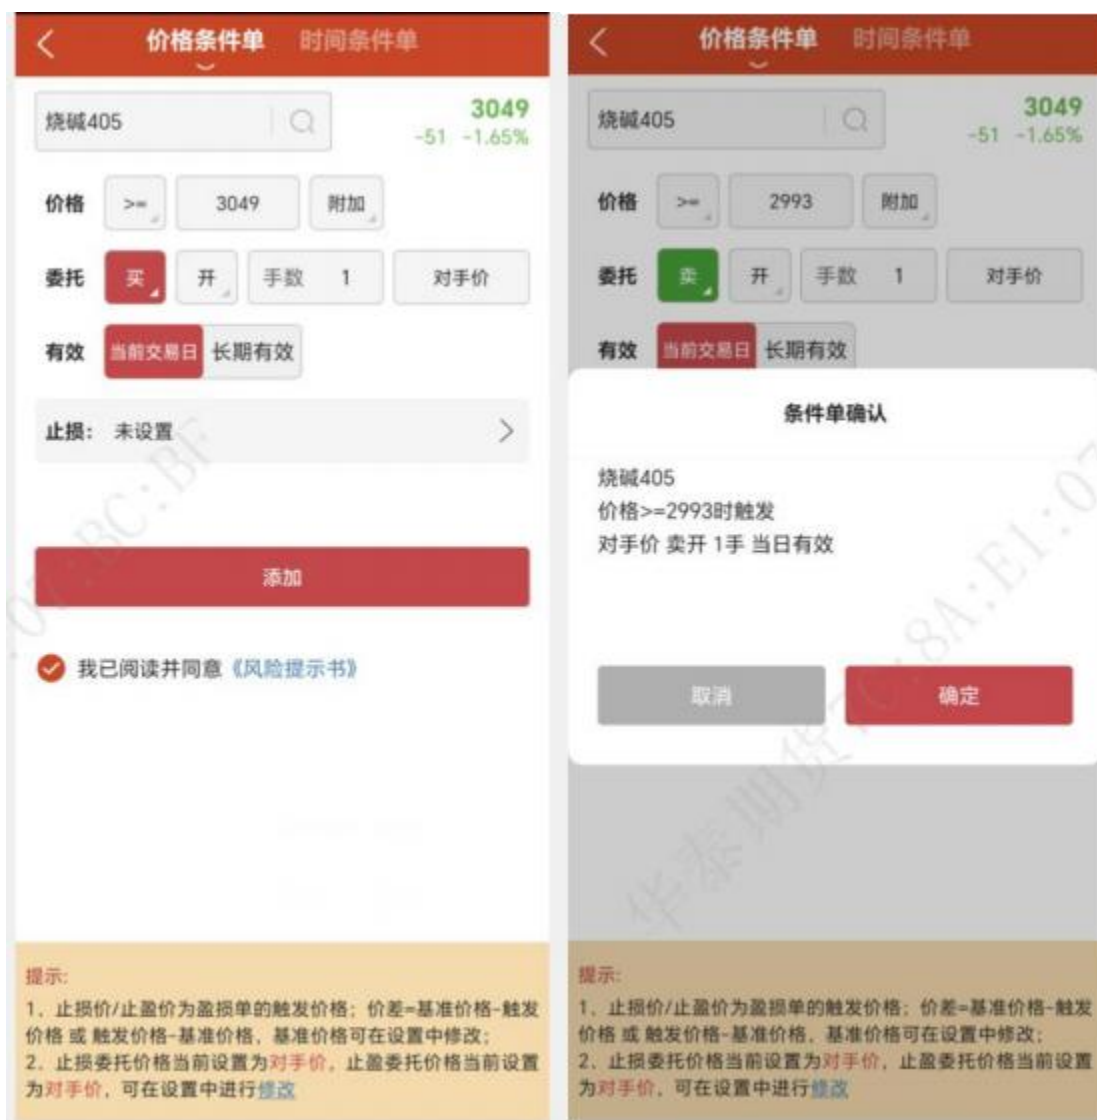 价格条件单 时间条件单
烧碱405
3049
-51 -1.65%
价格 >= 3049 附加
委托 买 开 手数 1 对手价
有效 当前交易日 长期有效
止损： 未设置
添加
我已阅读并同意《风险提示书》
提示:
1、止损价/止盈价为盈损单的触发价格；价差=基准价格-触发
价格 或 触发价格-基准价格，基准价格可在设置中修改；
2、止损委托价格当前设置为对手价，止盈委托价格当前设置
为对手价，可在设置中进行修改
价格条件单 时间条件单
烧碱405
3049
-51 -1.65%
价格 >= 2993 附加
委托 卖 开 手数 1 对手价
有效 当前交易日 长期有效
条件单确认
烧碱405
价格>=2993时触发
对手价 卖开 1手 当日有效
取消 确定
提示:
1、止损价/止盈价为盈损单的触发价格；价差=基准价格-触发
价格 或 触发价格-基准价格，基准价格可在设置中修改；
2、止损委托价格当前设置为对手价，止盈委托价格当前设置
为对手价，可在设置中进行修改
:07:BC:BF
华泰期货7C:8A:E1:07